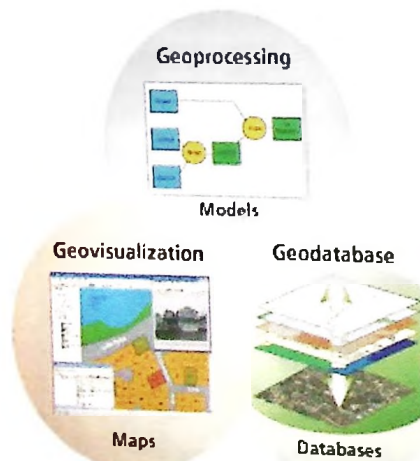 Geoprocessing
Models
Geovisualization
Maps
Geodatabase
Databases